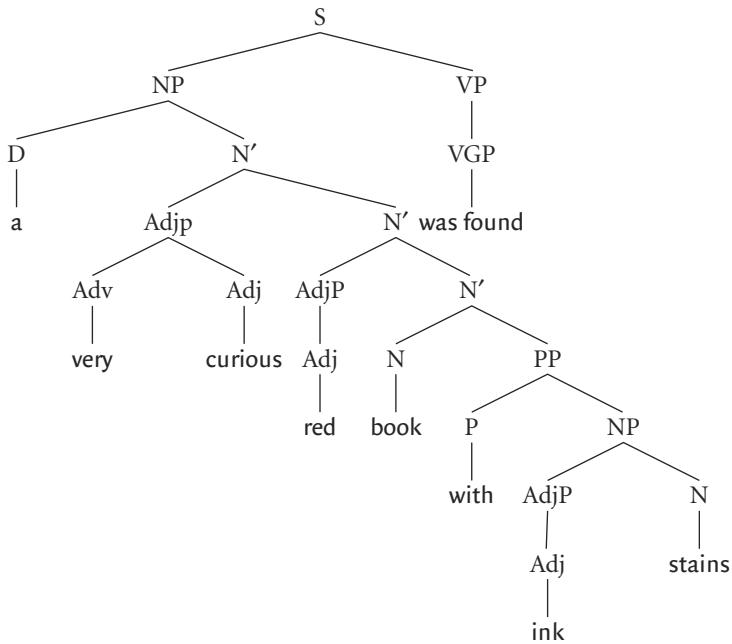 S
NP VP
D N′ VGP
a Adjp N′ was found
Adv Adj AdjP N′
very curious Adj N PP
red book P NP
with AdjP N
Adj stains
ink